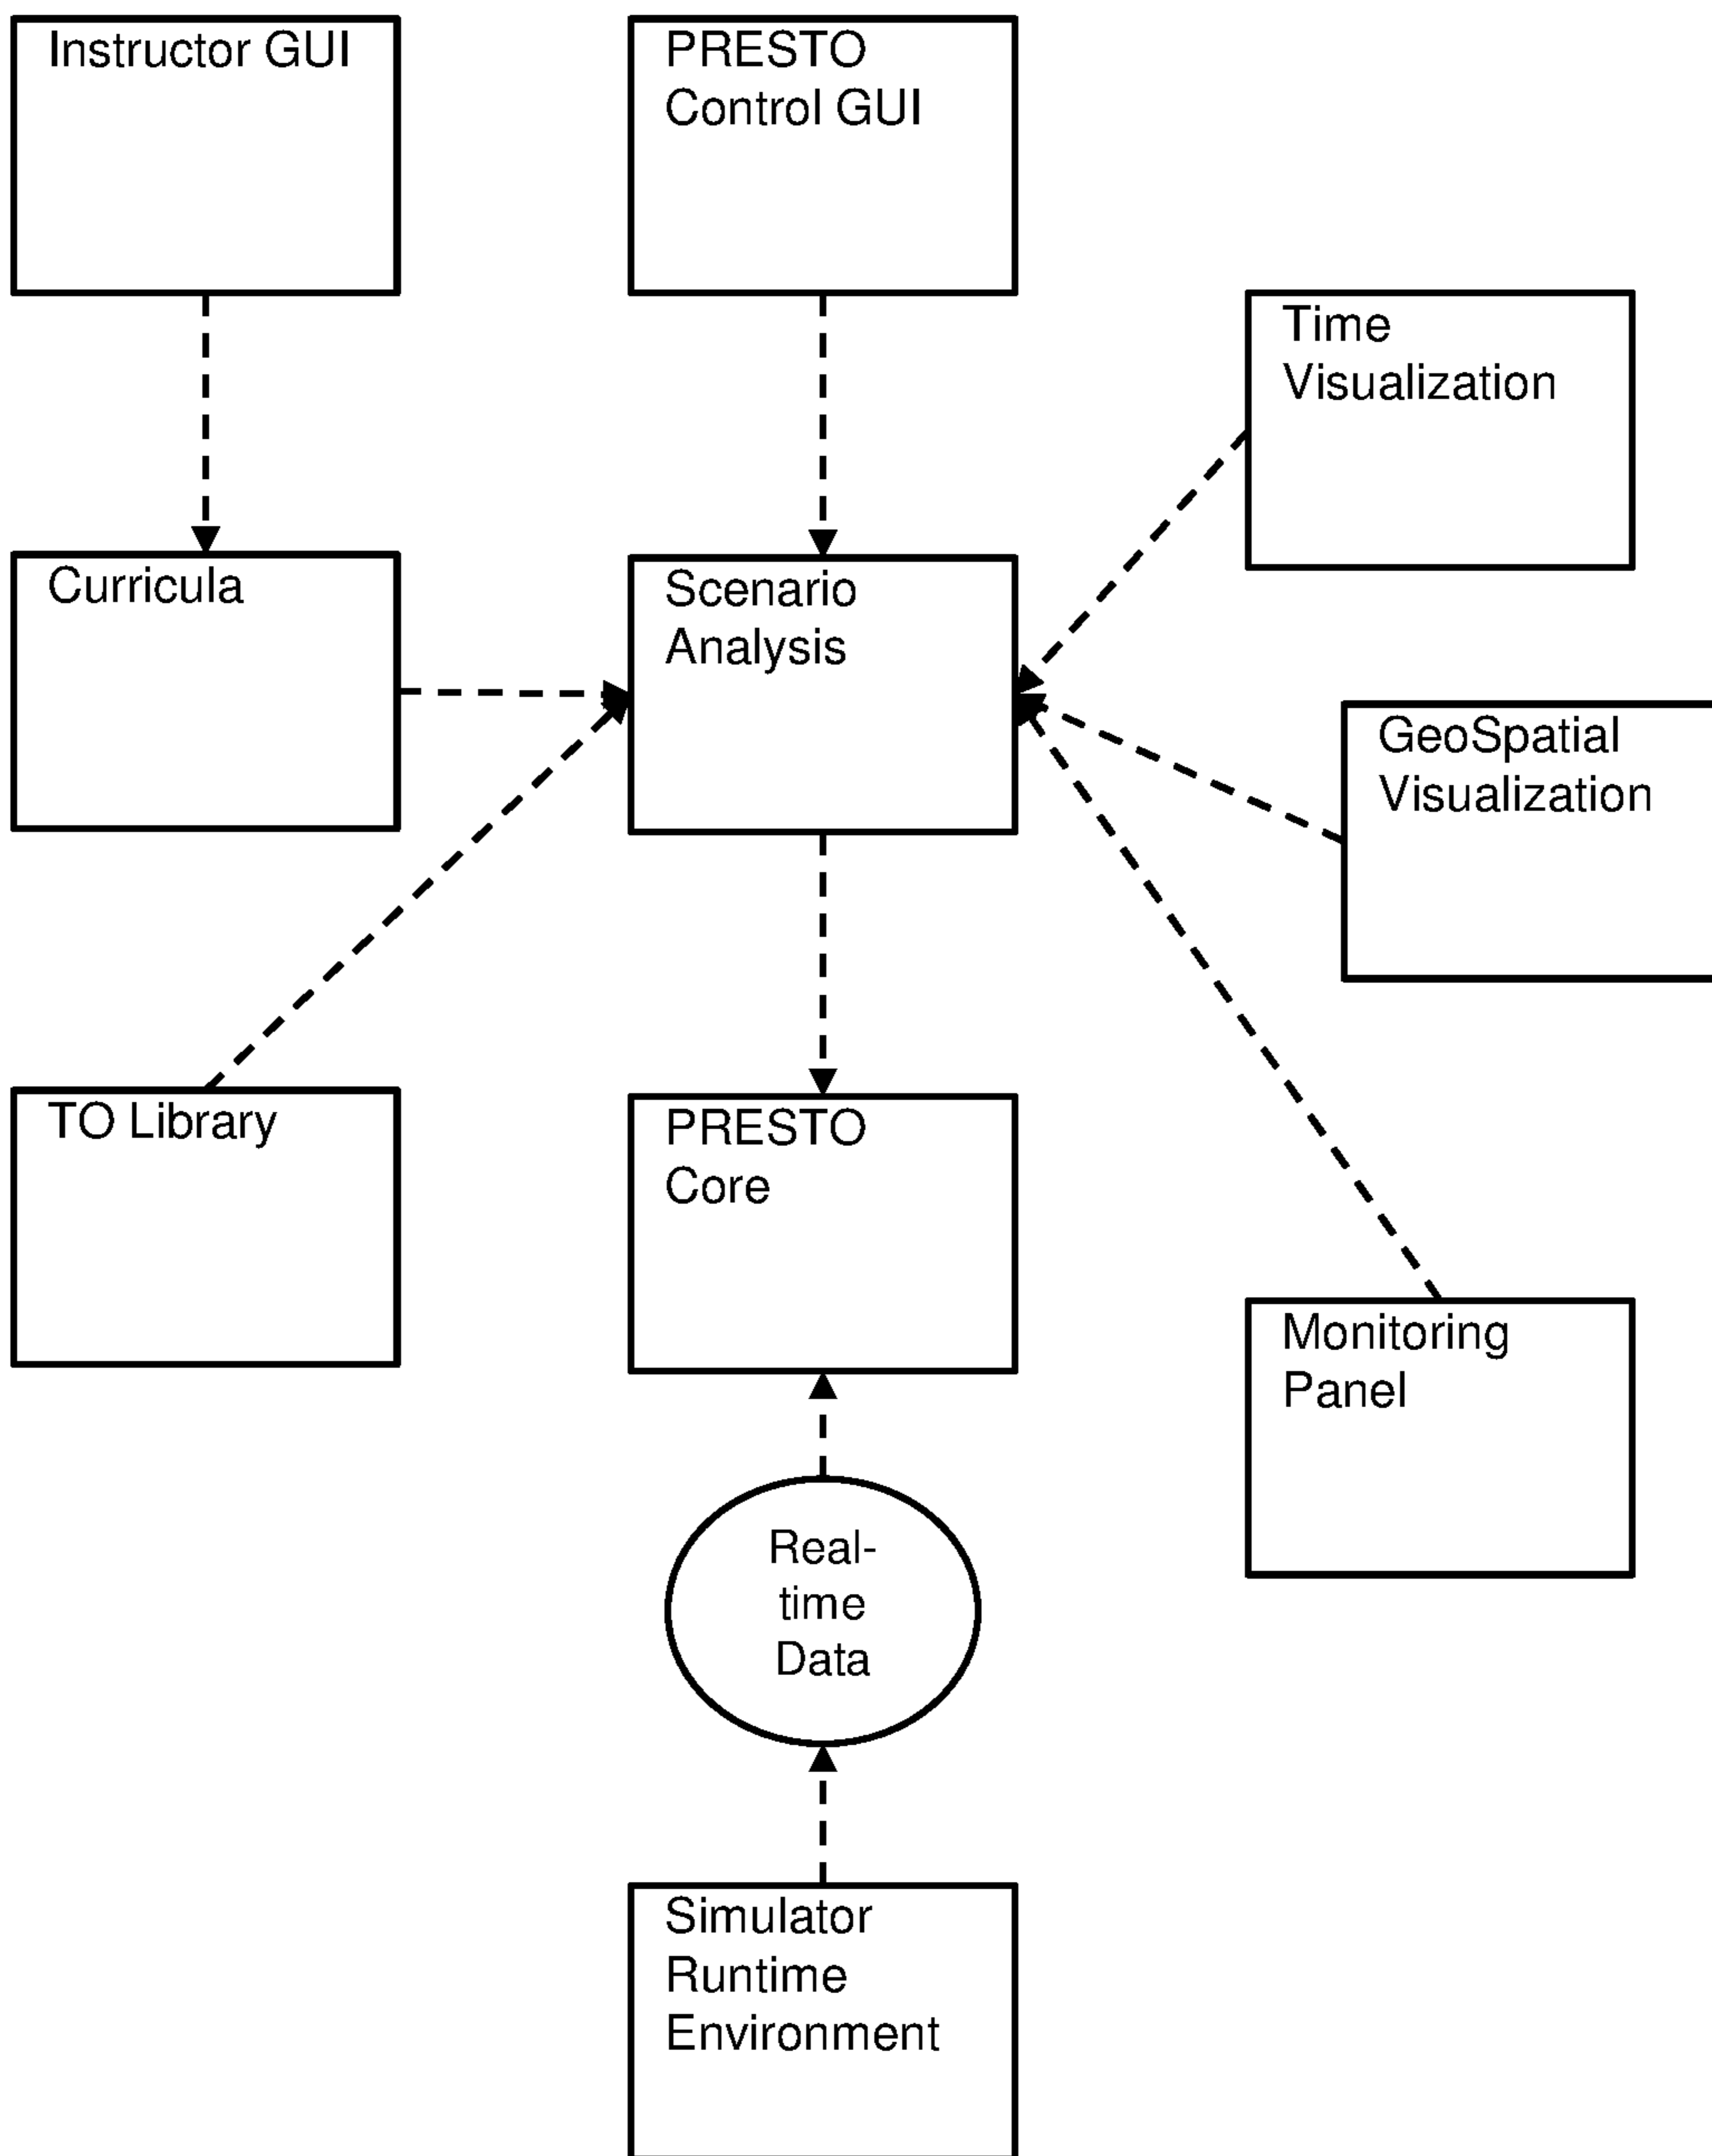 Instructor GUI
PRESTO
Control GUI
Time
Visualization
Curricula
Scenario
Analysis
GeoSpatial
Visualization
TO Library
PRESTO
Core
Monitoring
Panel
Real-
time
Data
Simulator
Runtime
Environment